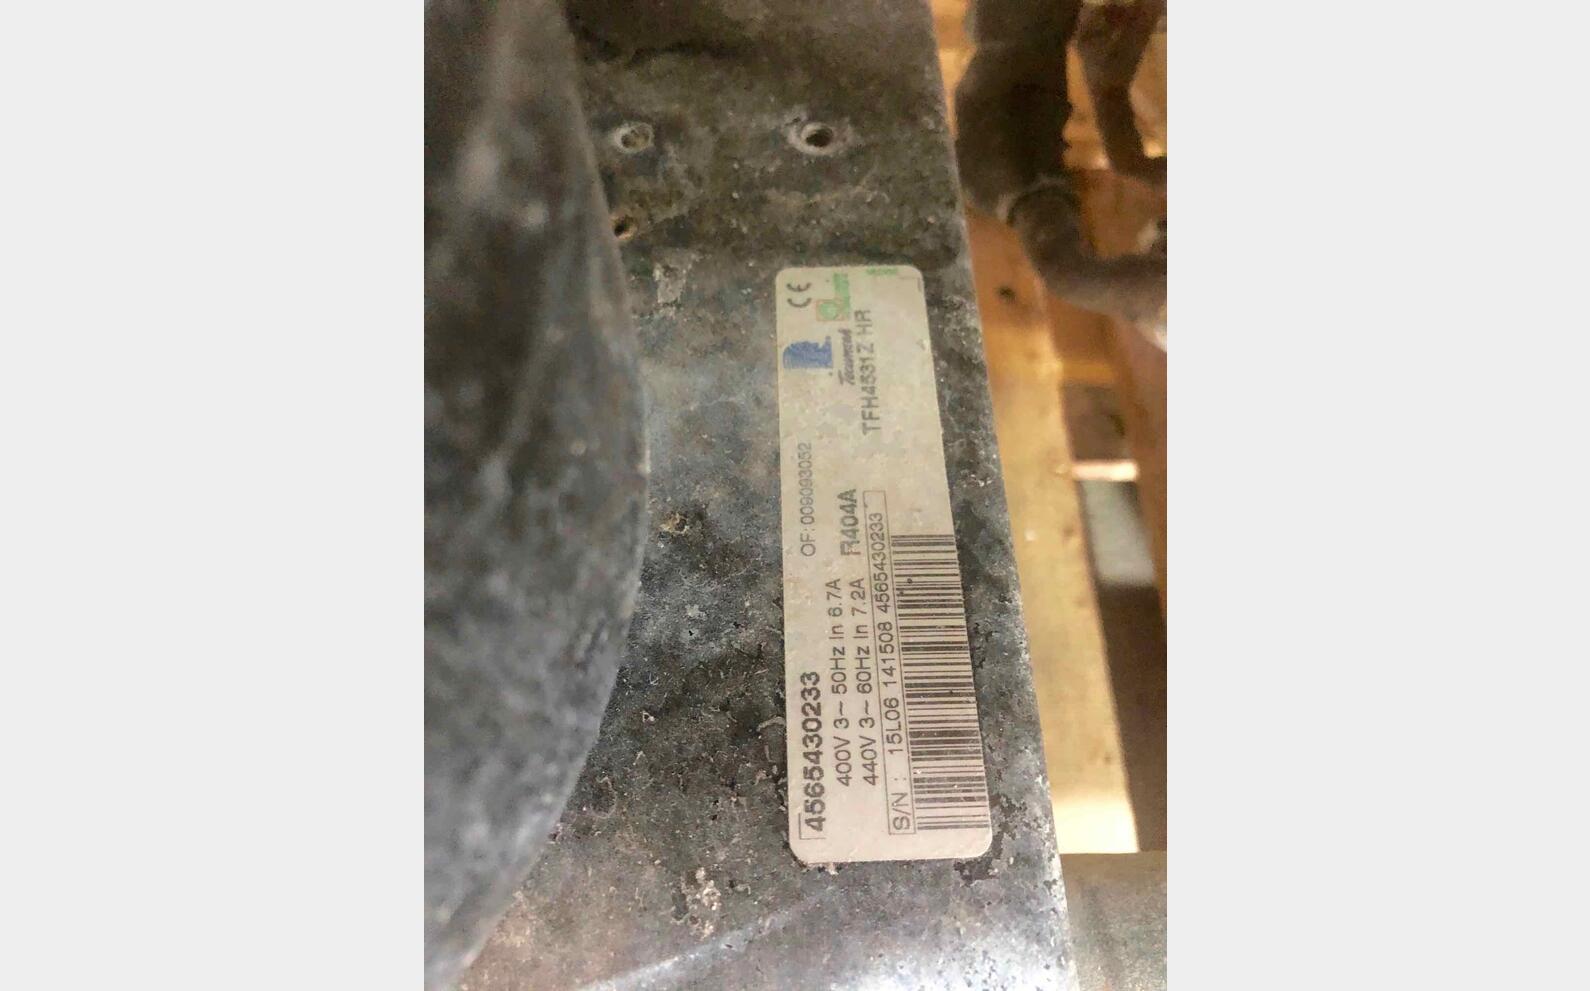 4565430233
OF: 009093052
CE
400V 3~ 50Hz In 6.7A
440V 3~ 60Hz In 7.2A
R404A
Tecumseh
TFH4531Z HR
S/N : 15L06 141508 4565430233